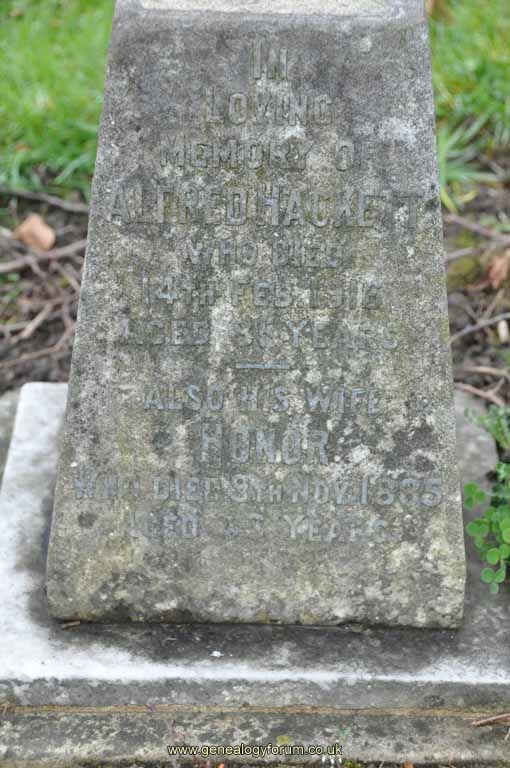 IN
LOVING
MEMORY OF
ALFRED HACKETT
WHO DIED
14TH FEB. 1916
AGED YEARS
ALSO HIS WIFE
HONOR
WHO DIED 9TH NOV. 1885
AGED YEARS.
www.genealogyforum.co.uk